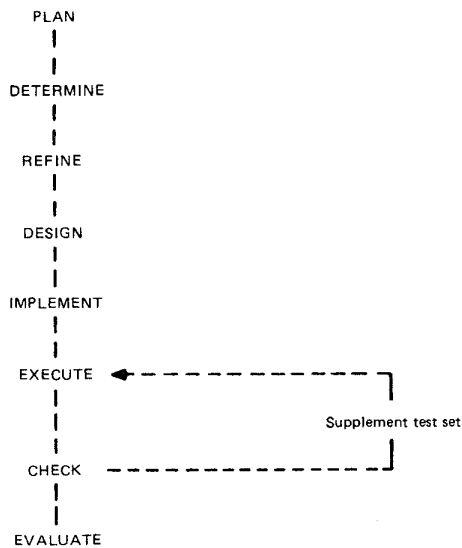 PLAN
DETERMINE
REFINE
DESIGN
IMPLEMENT
EXECUTE
Supplement test set
CHECK
EVALUATE